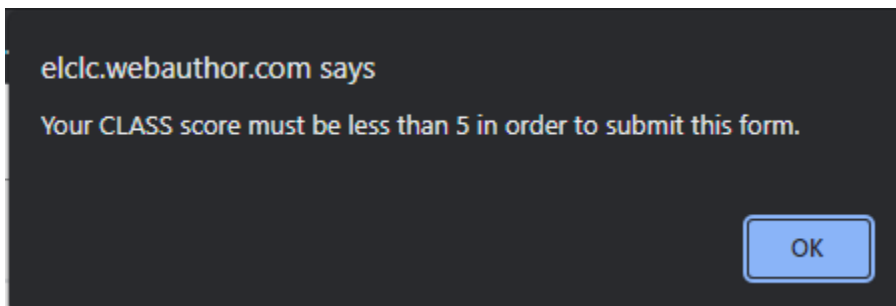 elclc.webauthor.com says
Your CLASS score must be less than 5 in order to submit this form.
OK